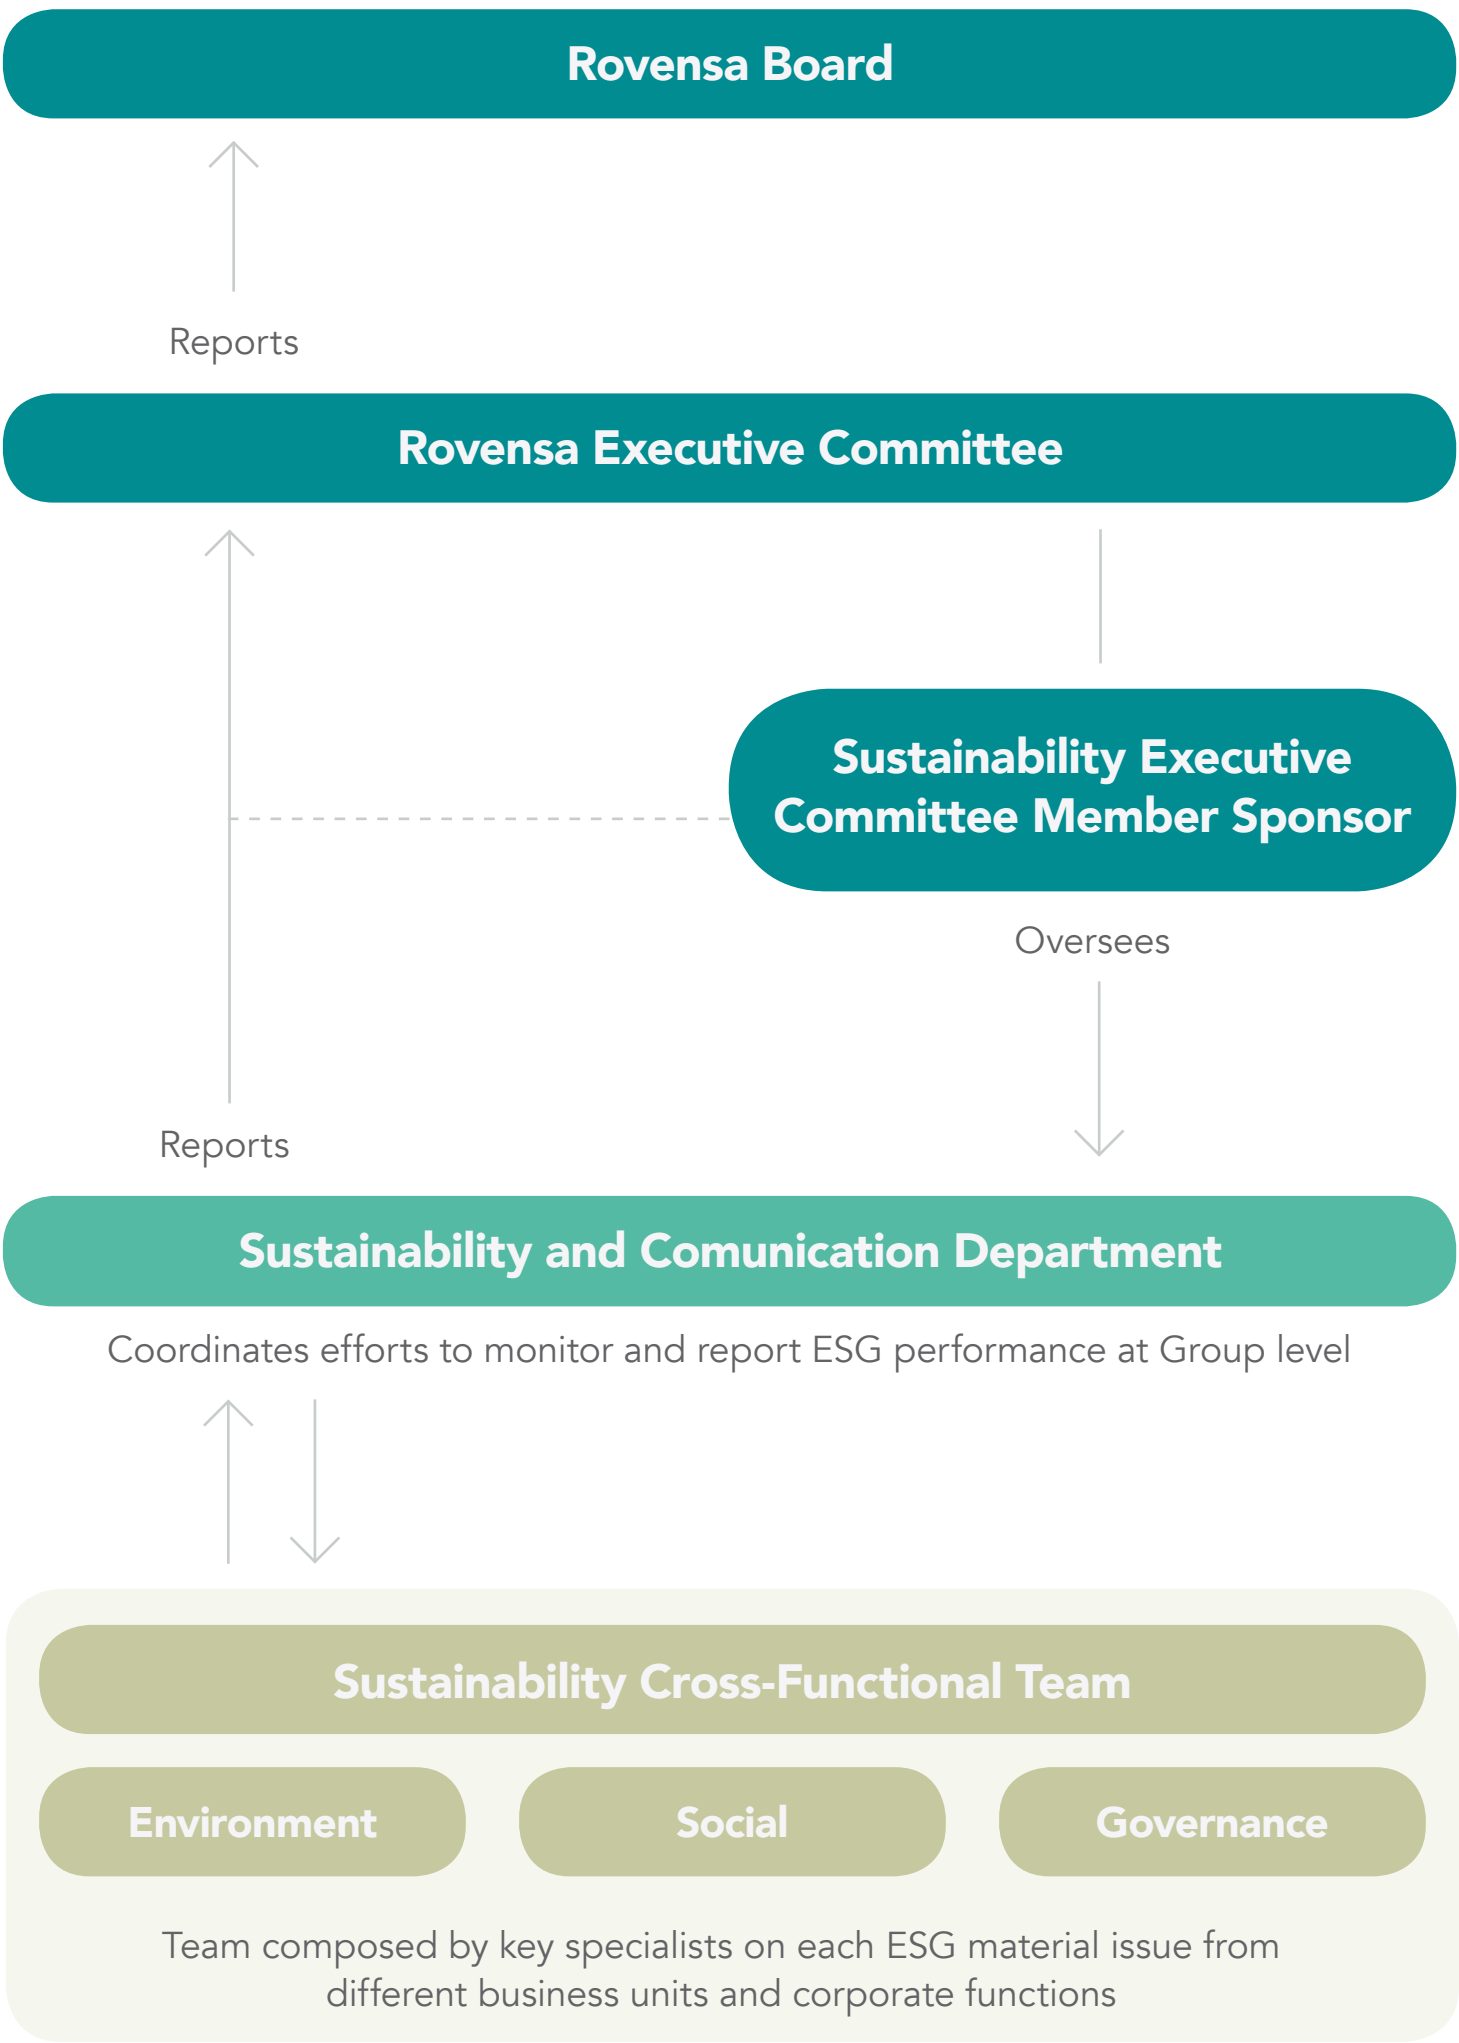 Rovensa Board
Reports
Rovensa Executive Committee
Sustainability Executive
Committee Member Sponsor
Oversees
Reports
Sustainability and Comunication Department
Coordinates efforts to monitor and report ESG performance at Group level
Sustainability Cross-Functional Team
Environment
Social
Governance
Team composed by key specialists on each ESG material issue from
different business units and corporate functions